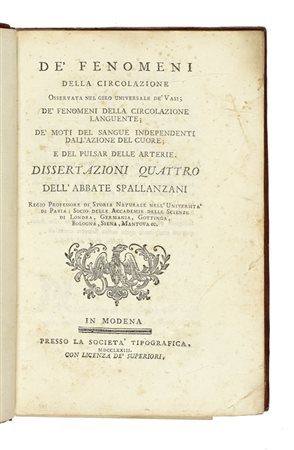 DE' FENOMENI
DELLA CIRCOLAZIONE
OSSERVATA NEL GIRO UNIVERSALE DE' VASI;
DE' FENOMENI DELLA CIRCOLAZIONE
LANGUENTE;
DE' MOTI DEL SANGUE INDEPENDENTI
DALL'AZIONE DEL CUORE;
E DEL PULSAR DELLE ARTERIE.
DISSERTAZIONI QUATTRO
DELL' ABBATE SPALLANZANI
REGIO PROFESSORE DI STORIA NATURALE NELL' UNIVERSITA'
DI PAVIA; SOCIO DELLE ACCADEMIE DELLE SCIENZE
DI LONDRA, GERMANIA, GOTTINGA,
BOLOGNA, SIENA, MANTOVA ec.
IN MODENA
PRESSO LA SOCIETA' TIPOGRAFICA,
MDCCLXXIII.
CON LICENZA DE' SUPERIORI,